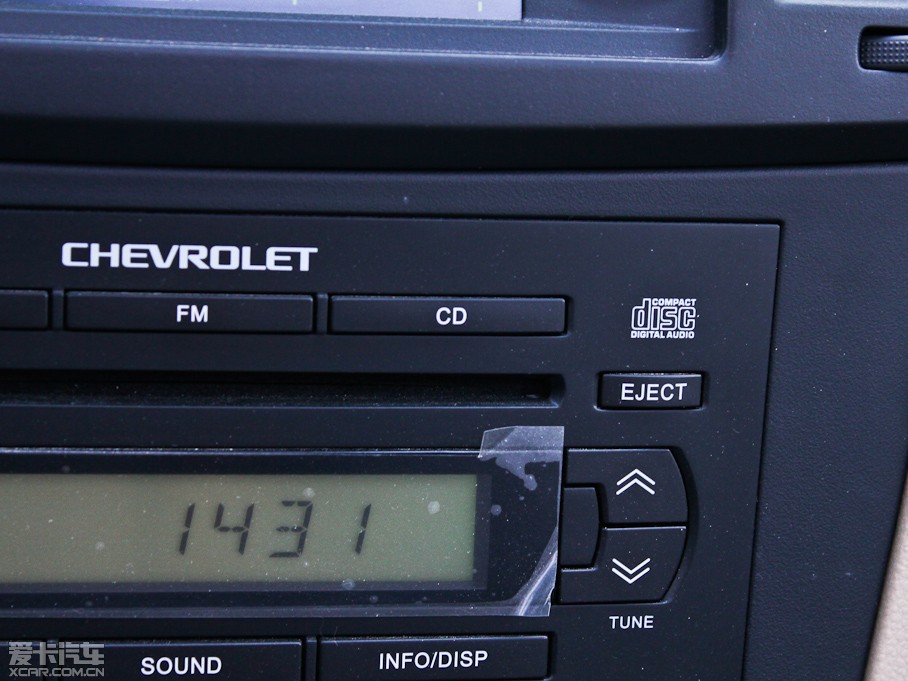 CHEVROLET
FM CD
COMPACT
disc
DIGITAL AUDIO
EJECT
1431
TUNE
SOUND INFO/DISP
爱卡汽车
XCAR.COM.CN